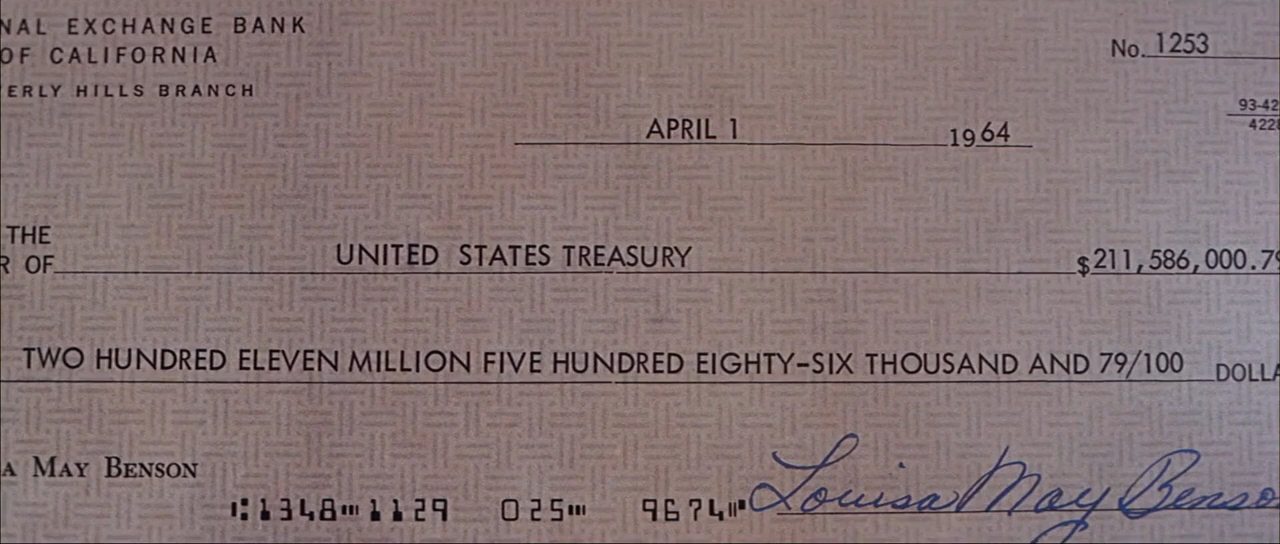 NAL EXCHANGE BANK
OF CALIFORNIA
ERLY HILLS BRANCH
No. 1253
93-42
422
APRIL 1 1964
THE
R OF UNITED STATES TREASURY $211,586,000.79
TWO HUNDRED ELEVEN MILLION FIVE HUNDRED EIGHTY-SIX THOUSAND AND 79/100 DOLLA
A MAY BENSON
Louisa May Benso
1348 1129 025 9674